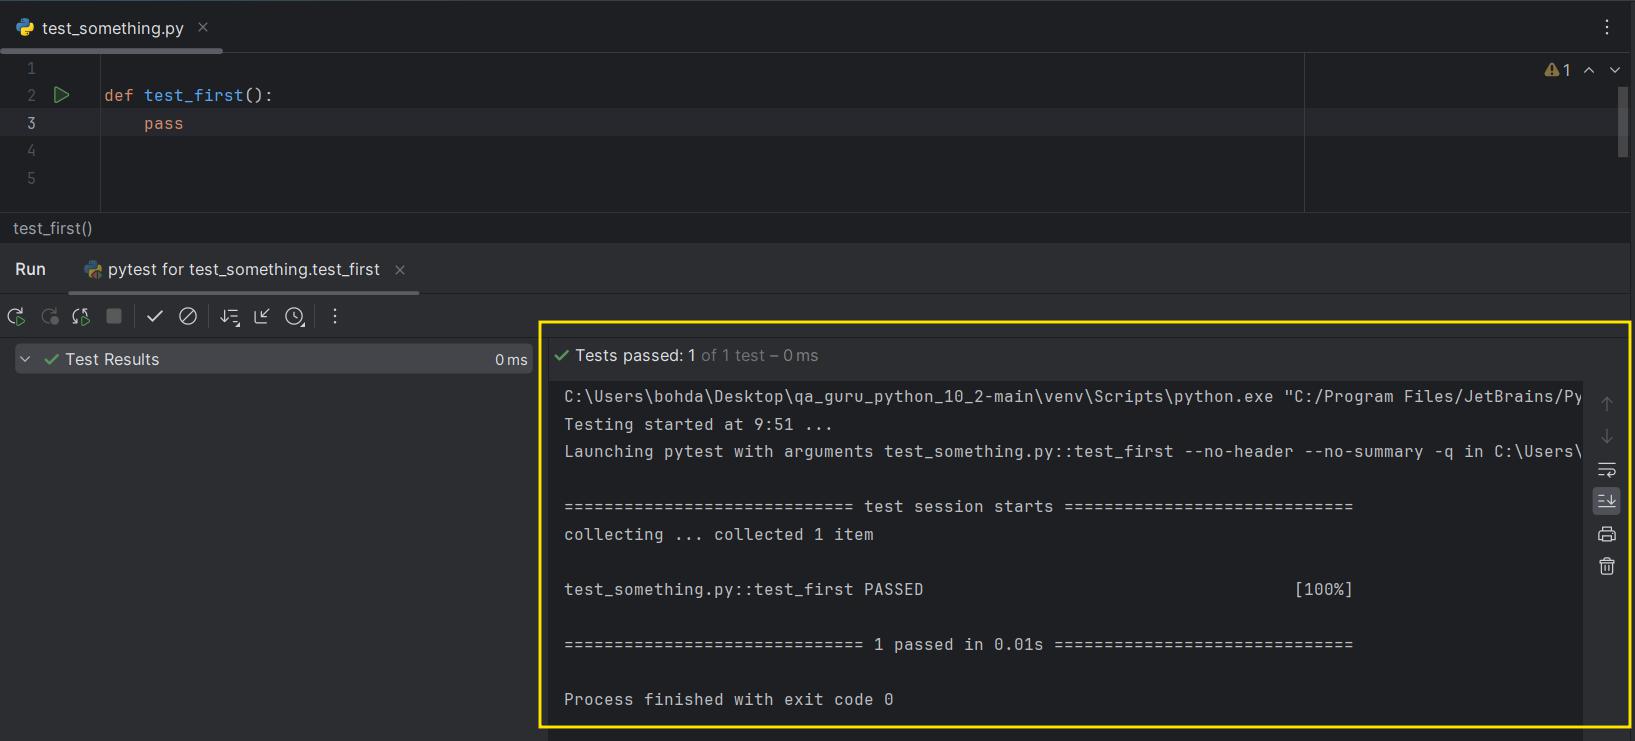 test_something.py
1
1
2 def test_first():
3 pass
4
5
test_first()
Run pytest for test_something.test_first
Test Results 0 ms
Tests passed: 1 of 1 test – 0 ms
C:\Users\bohda\Desktop\qa_guru_python_10_2-main\venv\Scripts\python.exe "C:/Program Files/JetBrains/Py
Testing started at 9:51 ...
Launching pytest with arguments test_something.py::test_first --no-header --no-summary -q in C:\Users\
============================= test session starts =============================
collecting ... collected 1 item
test_something.py::test_first PASSED [100%]
============================== 1 passed in 0.01s ==============================
Process finished with exit code 0